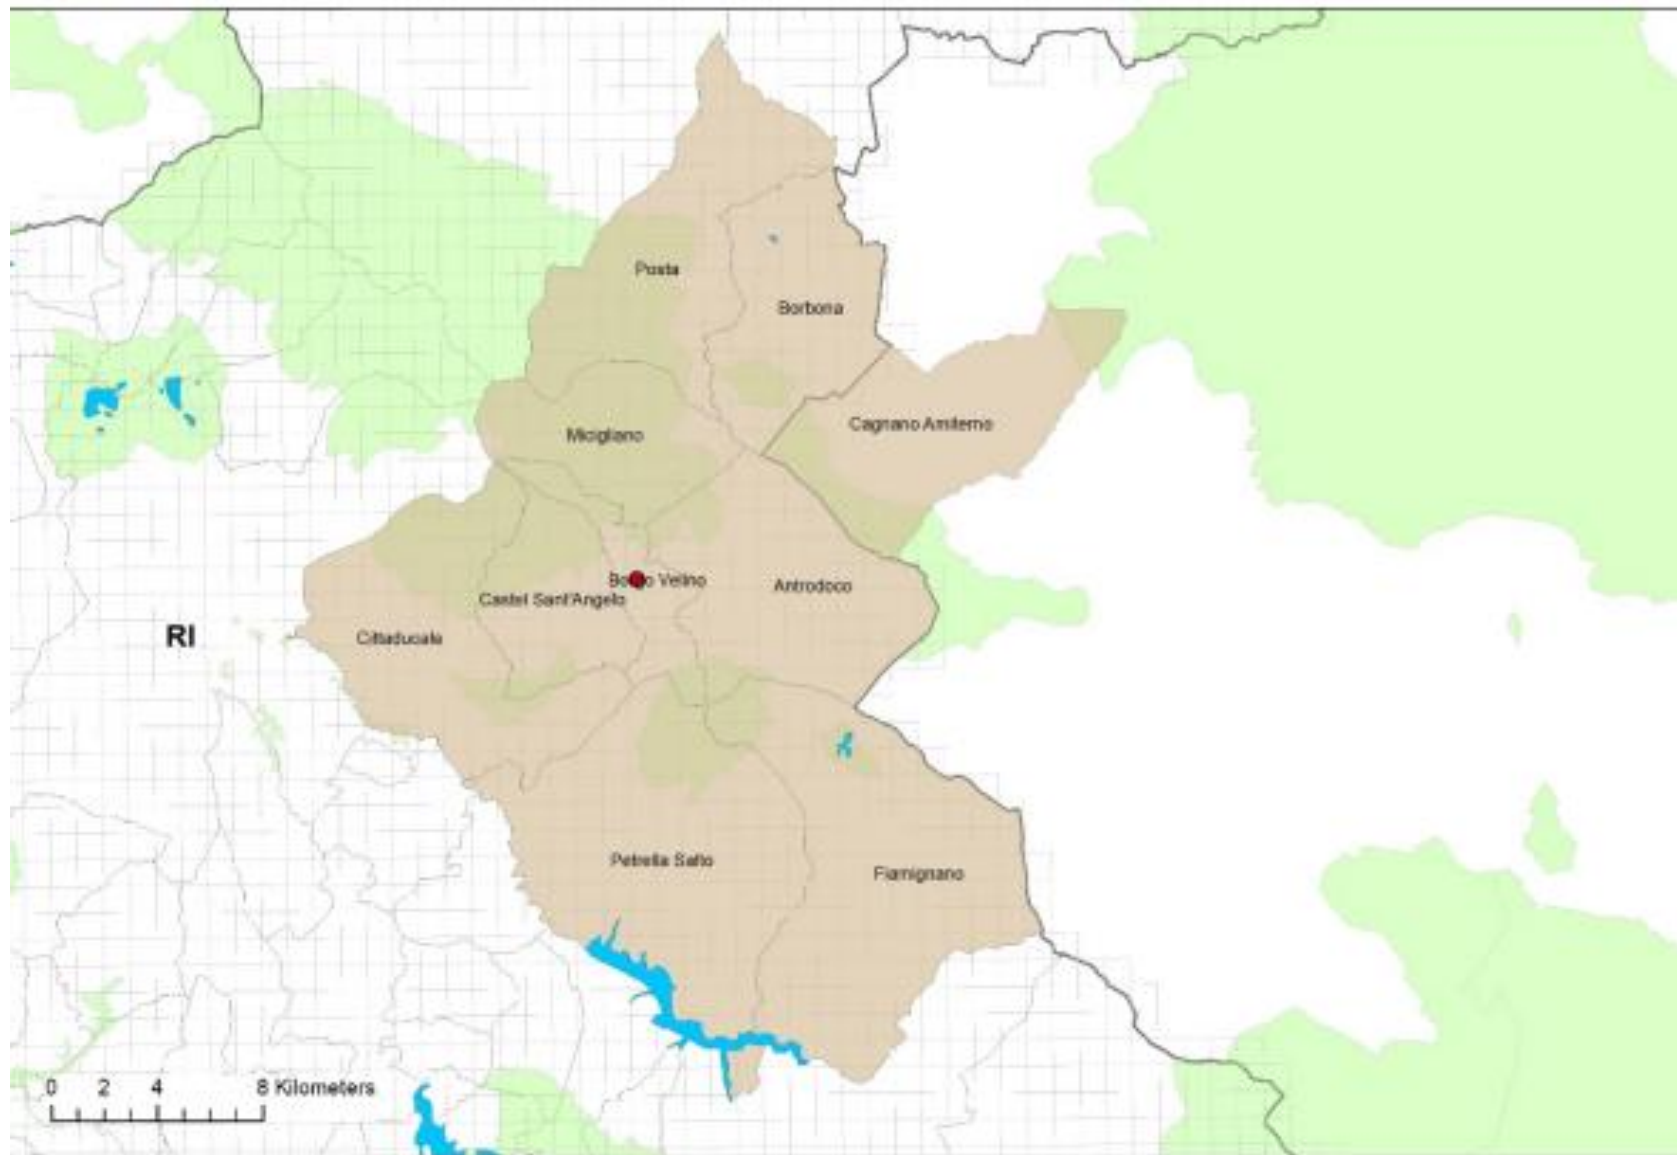 Posta
Borbona
Cagnano Amiterno
Micigliano
Borgo Velino
Antrodoco
Castel Sant'Angelo
Cittaducale
RI
Petrella Salto
Fiamignano
0 2 4 8 Kilometers